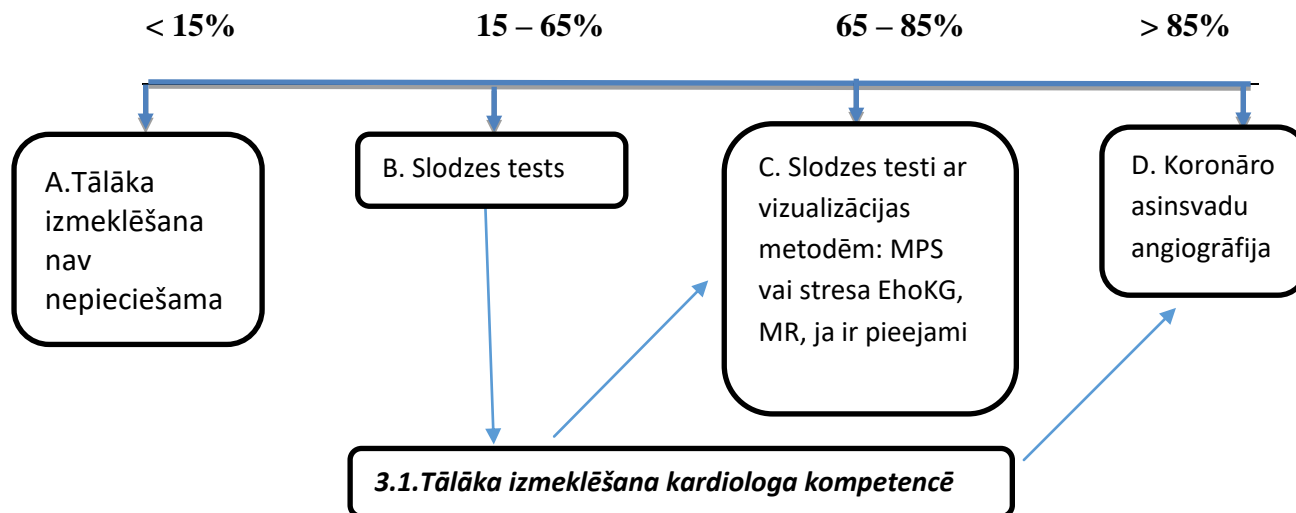 < 15%
15 – 65%
65 – 85%
> 85%
A.Tālāka
izmeklēšana
nav
nepieciešama
B. Slodzes tests
C. Slodzes testi ar
vizualizācijas
metodēm: MPS
vai stresa EhoKG,
MR, ja ir pieejami
D. Koronāro
asinsvadu
angiogrāfija
3.1.Tālāka izmeklēšana kardiologa kompetencē